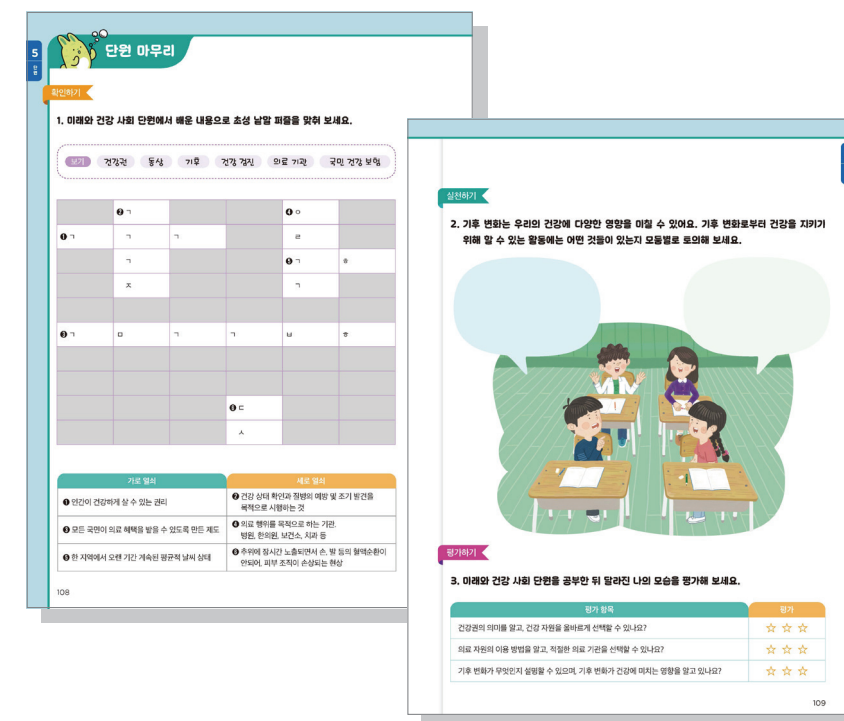 5
단원
단원 마무리
확인하기
1. 미래와 건강 사회 단원에서 배운 내용으로 초성 낱말 퍼즐을 맞춰 보세요.
보기 건강권 동상 기후 건강 검진 의료 기관 국민 건강 보험
❷ ㄱ ❹ ㅇ
❶ ㄱ ㄱ ㄱ ㄹ
ㄱ ❺ ㄱ ㅎ
ㅈ ㄱ
❸ ㄱ ㅁ ㄱ ㄱ ㅂ ㅎ
❻ ㄷ
ㅅ
가로 열쇠 세로 열쇠
❶ 인간이 건강하게 살 수 있는 권리
❷ 건강 상태 확인과 질병의 예방 및 조기 발견을
목적으로 시행하는 것
❸ 모든 국민이 의료 혜택을 받을 수 있도록 만든 제도
❹ 의료 행위를 목적으로 하는 기관.
병원, 한의원, 보건소, 치과 등
❺ 한 지역에서 오랜 기간 계속된 평균적 날씨 상태
❻ 추위에 장시간 노출되면서 손, 발 등의 혈액순환이
안되어, 피부 조직이 손상되는 현상
108
실천하기
2. 기후 변화는 우리의 건강에 다양한 영향을 미칠 수 있어요. 기후 변화로부터 건강을 지키기
위해 할 수 있는 활동에는 어떤 것들이 있는지 모둠별로 토의해 보세요.
평가하기
3. 미래와 건강 사회 단원을 공부한 뒤 달라진 나의 모습을 평가해 보세요.
평가 항목 평가
건강권의 의미를 알고, 건강 자원을 올바르게 선택할 수 있나요? ☆ ☆ ☆
의료 자원의 이용 방법을 알고, 적절한 의료 기관을 선택할 수 있나요? ☆ ☆ ☆
기후 변화가 무엇인지 설명할 수 있으며, 기후 변화가 건강에 미치는 영향을 알고 있나요? ☆ ☆ ☆
109